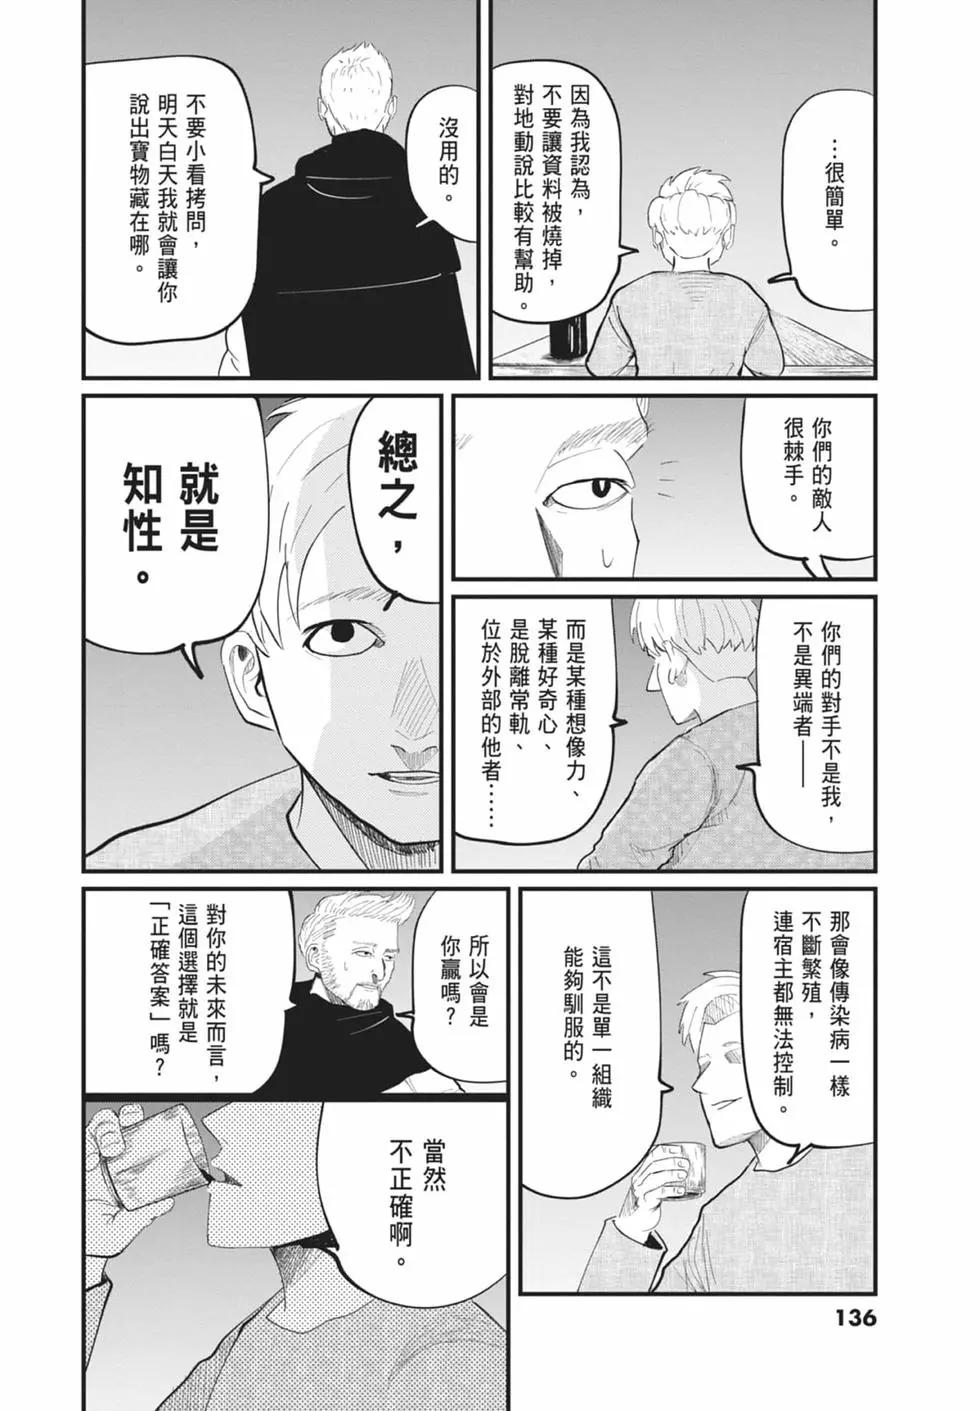 …很簡單。
因為我認為，
不要讓資料被燒掉，
對地動說比較有幫助。
沒用的。
不要小看拷問，
明天白天我就會讓你
說出寶物藏在哪。
你們的敵人
很棘手。
你們的對手不是我，
不是異端者——
而是某種想像力、
某種好奇心、
是脫離常軌、
位於外部的他者……
總之，
就是
知性。
那會像傳染病一樣
不斷繁殖，
連宿主都無法控制。
這不是單一組織
能夠馴服的。
所以會是
你贏嗎？
對你的未來而言，
這個選擇就是
「正確答案」嗎？
當然
不正確啊。
136